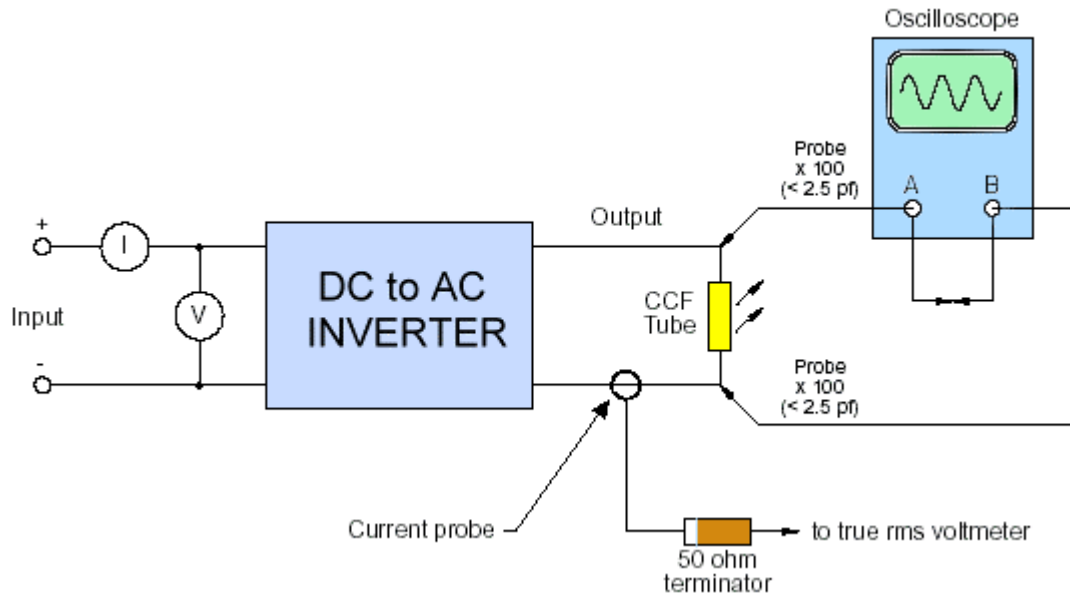 Oscilloscope
Probe
x 100
(< 2.5 pf)
A
B
Output
+
I
DC to AC
INVERTER
CCF
Tube
Input
V
-
Probe
x 100
(< 2.5 pf)
Current probe
to true rms voltmeter
50 ohm
terminator